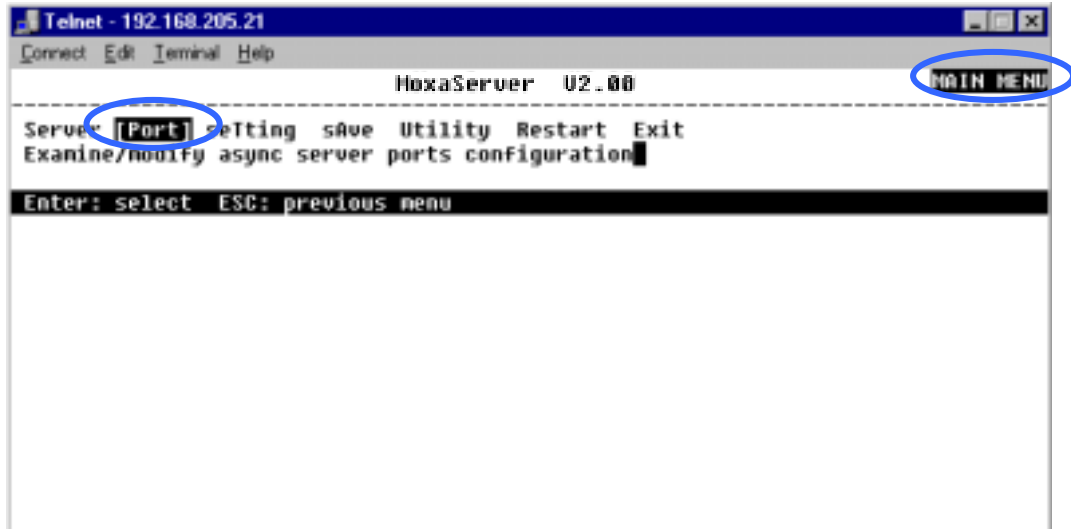 Telnet - 192.168.205.21
Connect Edit Terminal Help
MoxaServer V2.00
MAIN MENU
Server [Port] seTting sAve Utility Restart Exit
Examine/modify async server ports configuration
Enter: select ESC: previous menu